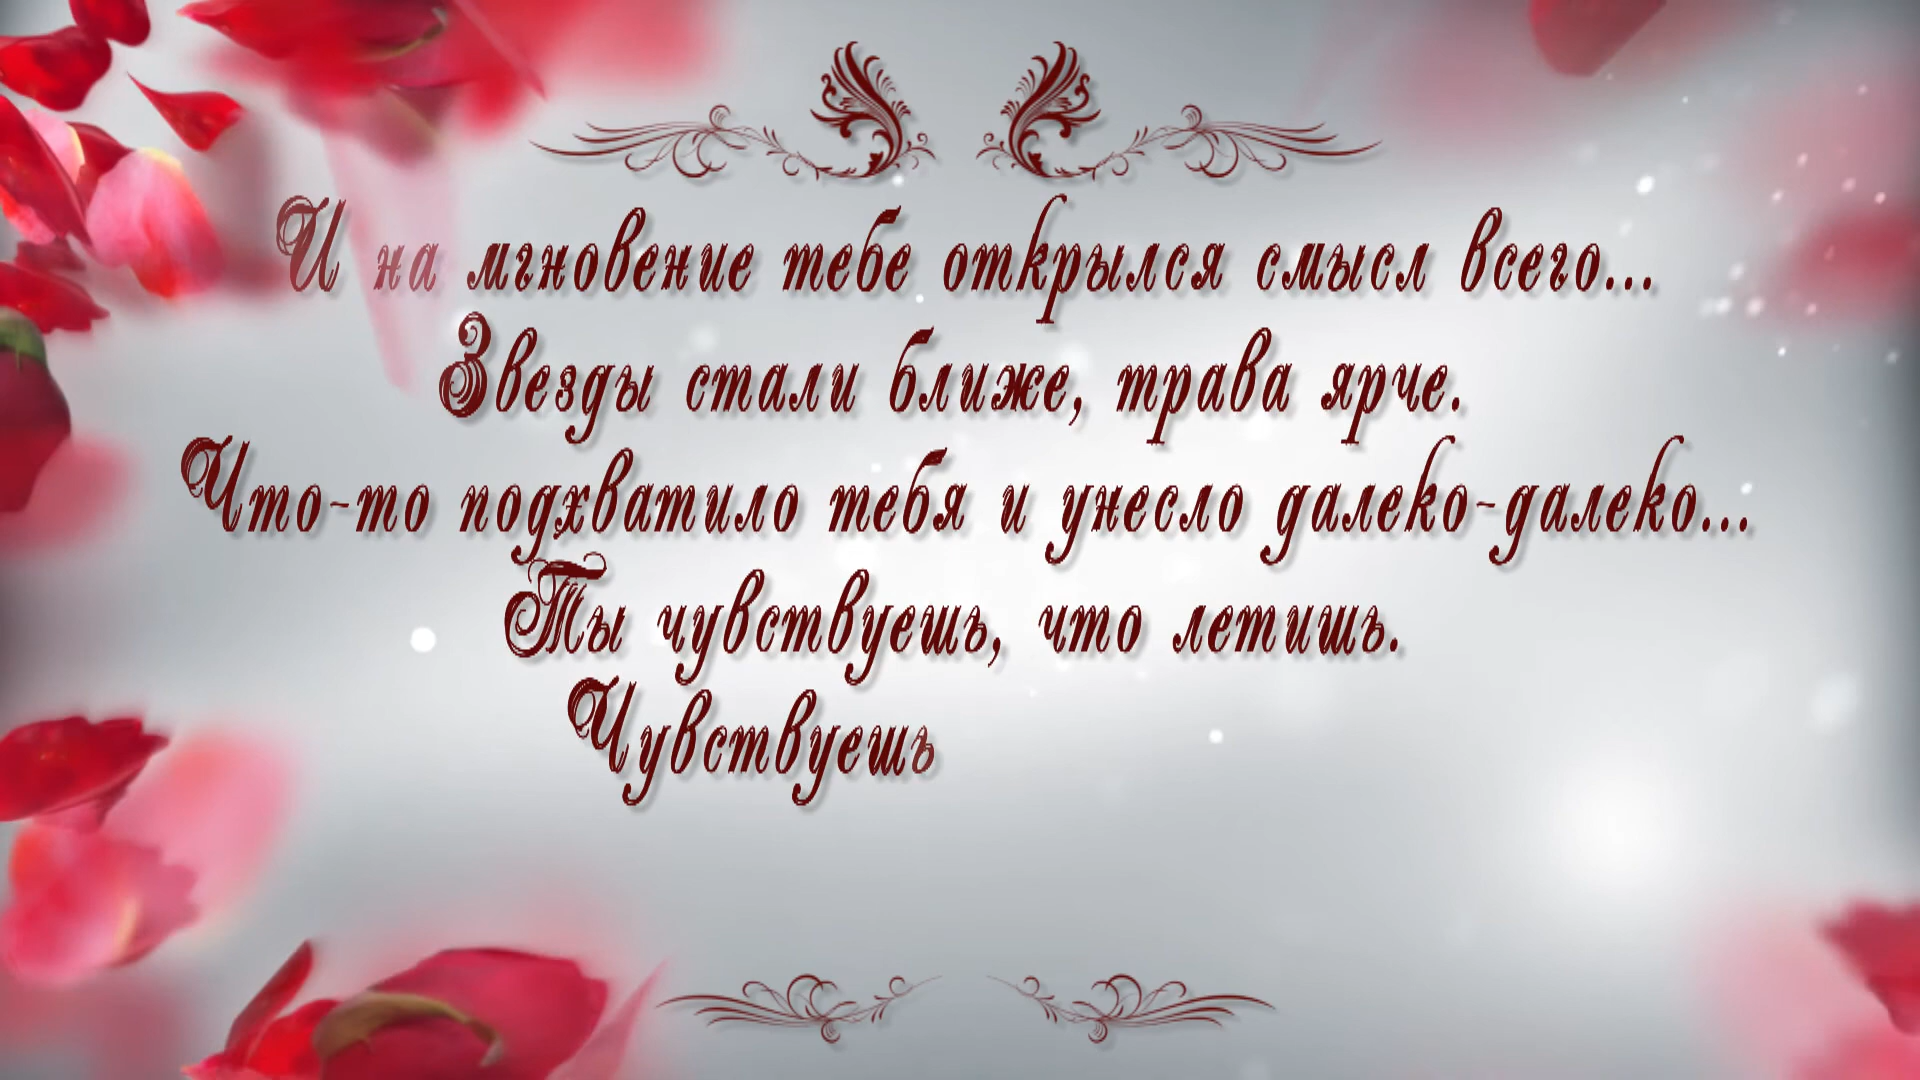 И на мгновение тебе открылся смысл всего...
Звезды стали ближе, трава ярче.
Что-то подхватило тебя и унесло далеко-далеко...
Ты чувствуешь, что летишь.
Чувствуешь